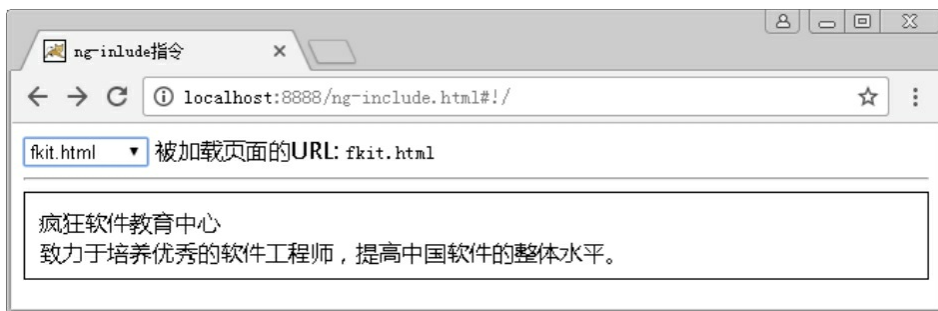 ng-inlude指令
localhost:8888/ng-include.html#!/
fkit.html 被加载页面的URL: fkit.html
疯狂软件教育中心
致力于培养优秀的软件工程师，提高中国软件的整体水平。